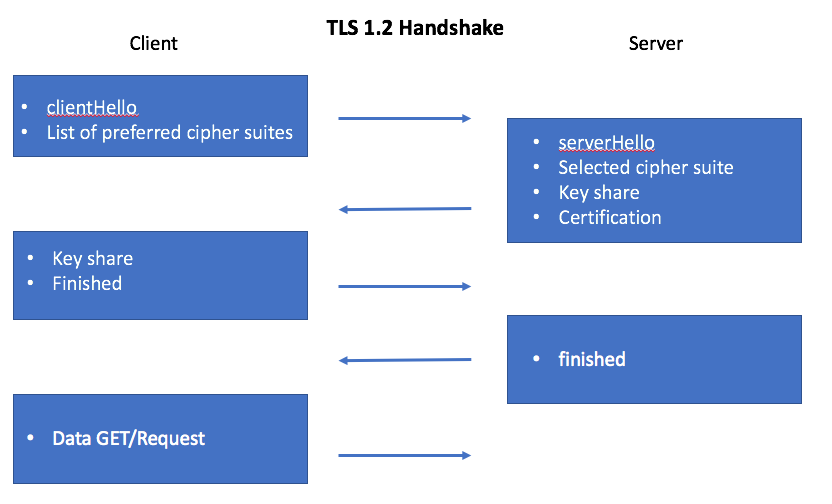 TLS 1.2 Handshake
Client
Server
• clientHello
• List of preferred cipher suites
• serverHello
• Selected cipher suite
• Key share
• Certification
• Key share
• Finished
• finished
• Data GET/Request